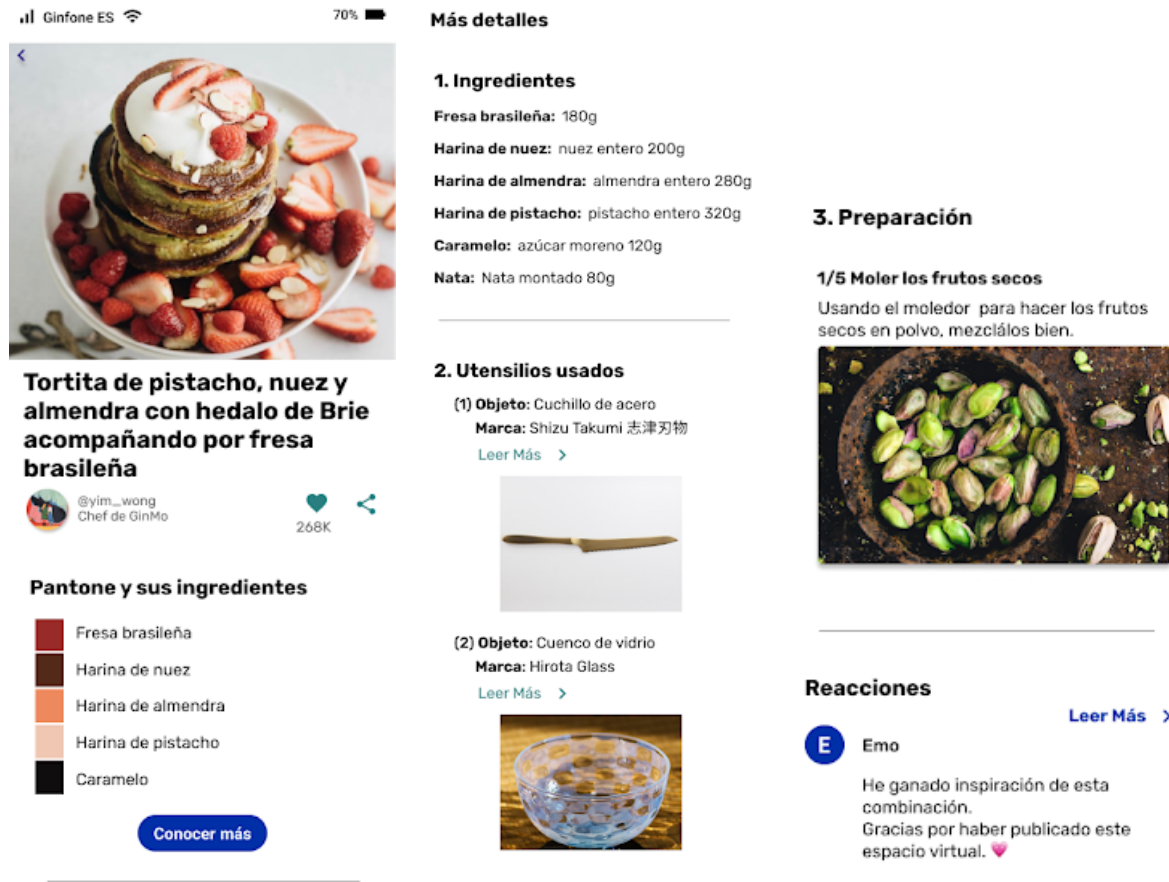 Ginfone ES
70%
Tortita de pistacho, nuez y
almendra con hedalo de Brie
acompañando por fresa
brasileña
@yim_wong
Chef de GinMo
268K
Pantone y sus ingredientes
Fresa brasileña
Harina de nuez
Harina de almendra
Harina de pistacho
Caramelo
Conocer más
Más detalles
1. Ingredientes
Fresa brasileña: 180g
Harina de nuez: nuez entero 200g
Harina de almendra: almendra entero 280g
Harina de pistacho: pistacho entero 320g
Caramelo: azúcar moreno 120g
Nata: Nata montado 80g
2. Utensilios usados
(1) Objeto: Cuchillo de acero
Marca: Shizu Takumi 志津刃物
Leer Más
(2) Objeto: Cuenco de vidrio
Marca: Hirota Glass
Leer Más
3. Preparación
1/5 Moler los frutos secos
Usando el moledor para hacer los frutos
secos en polvo, mezclálos bien.
Reacciones
Leer Más
E
Emo
He ganado inspiración de esta
combinación.
Gracias por haber publicado este
espacio virtual. 💗